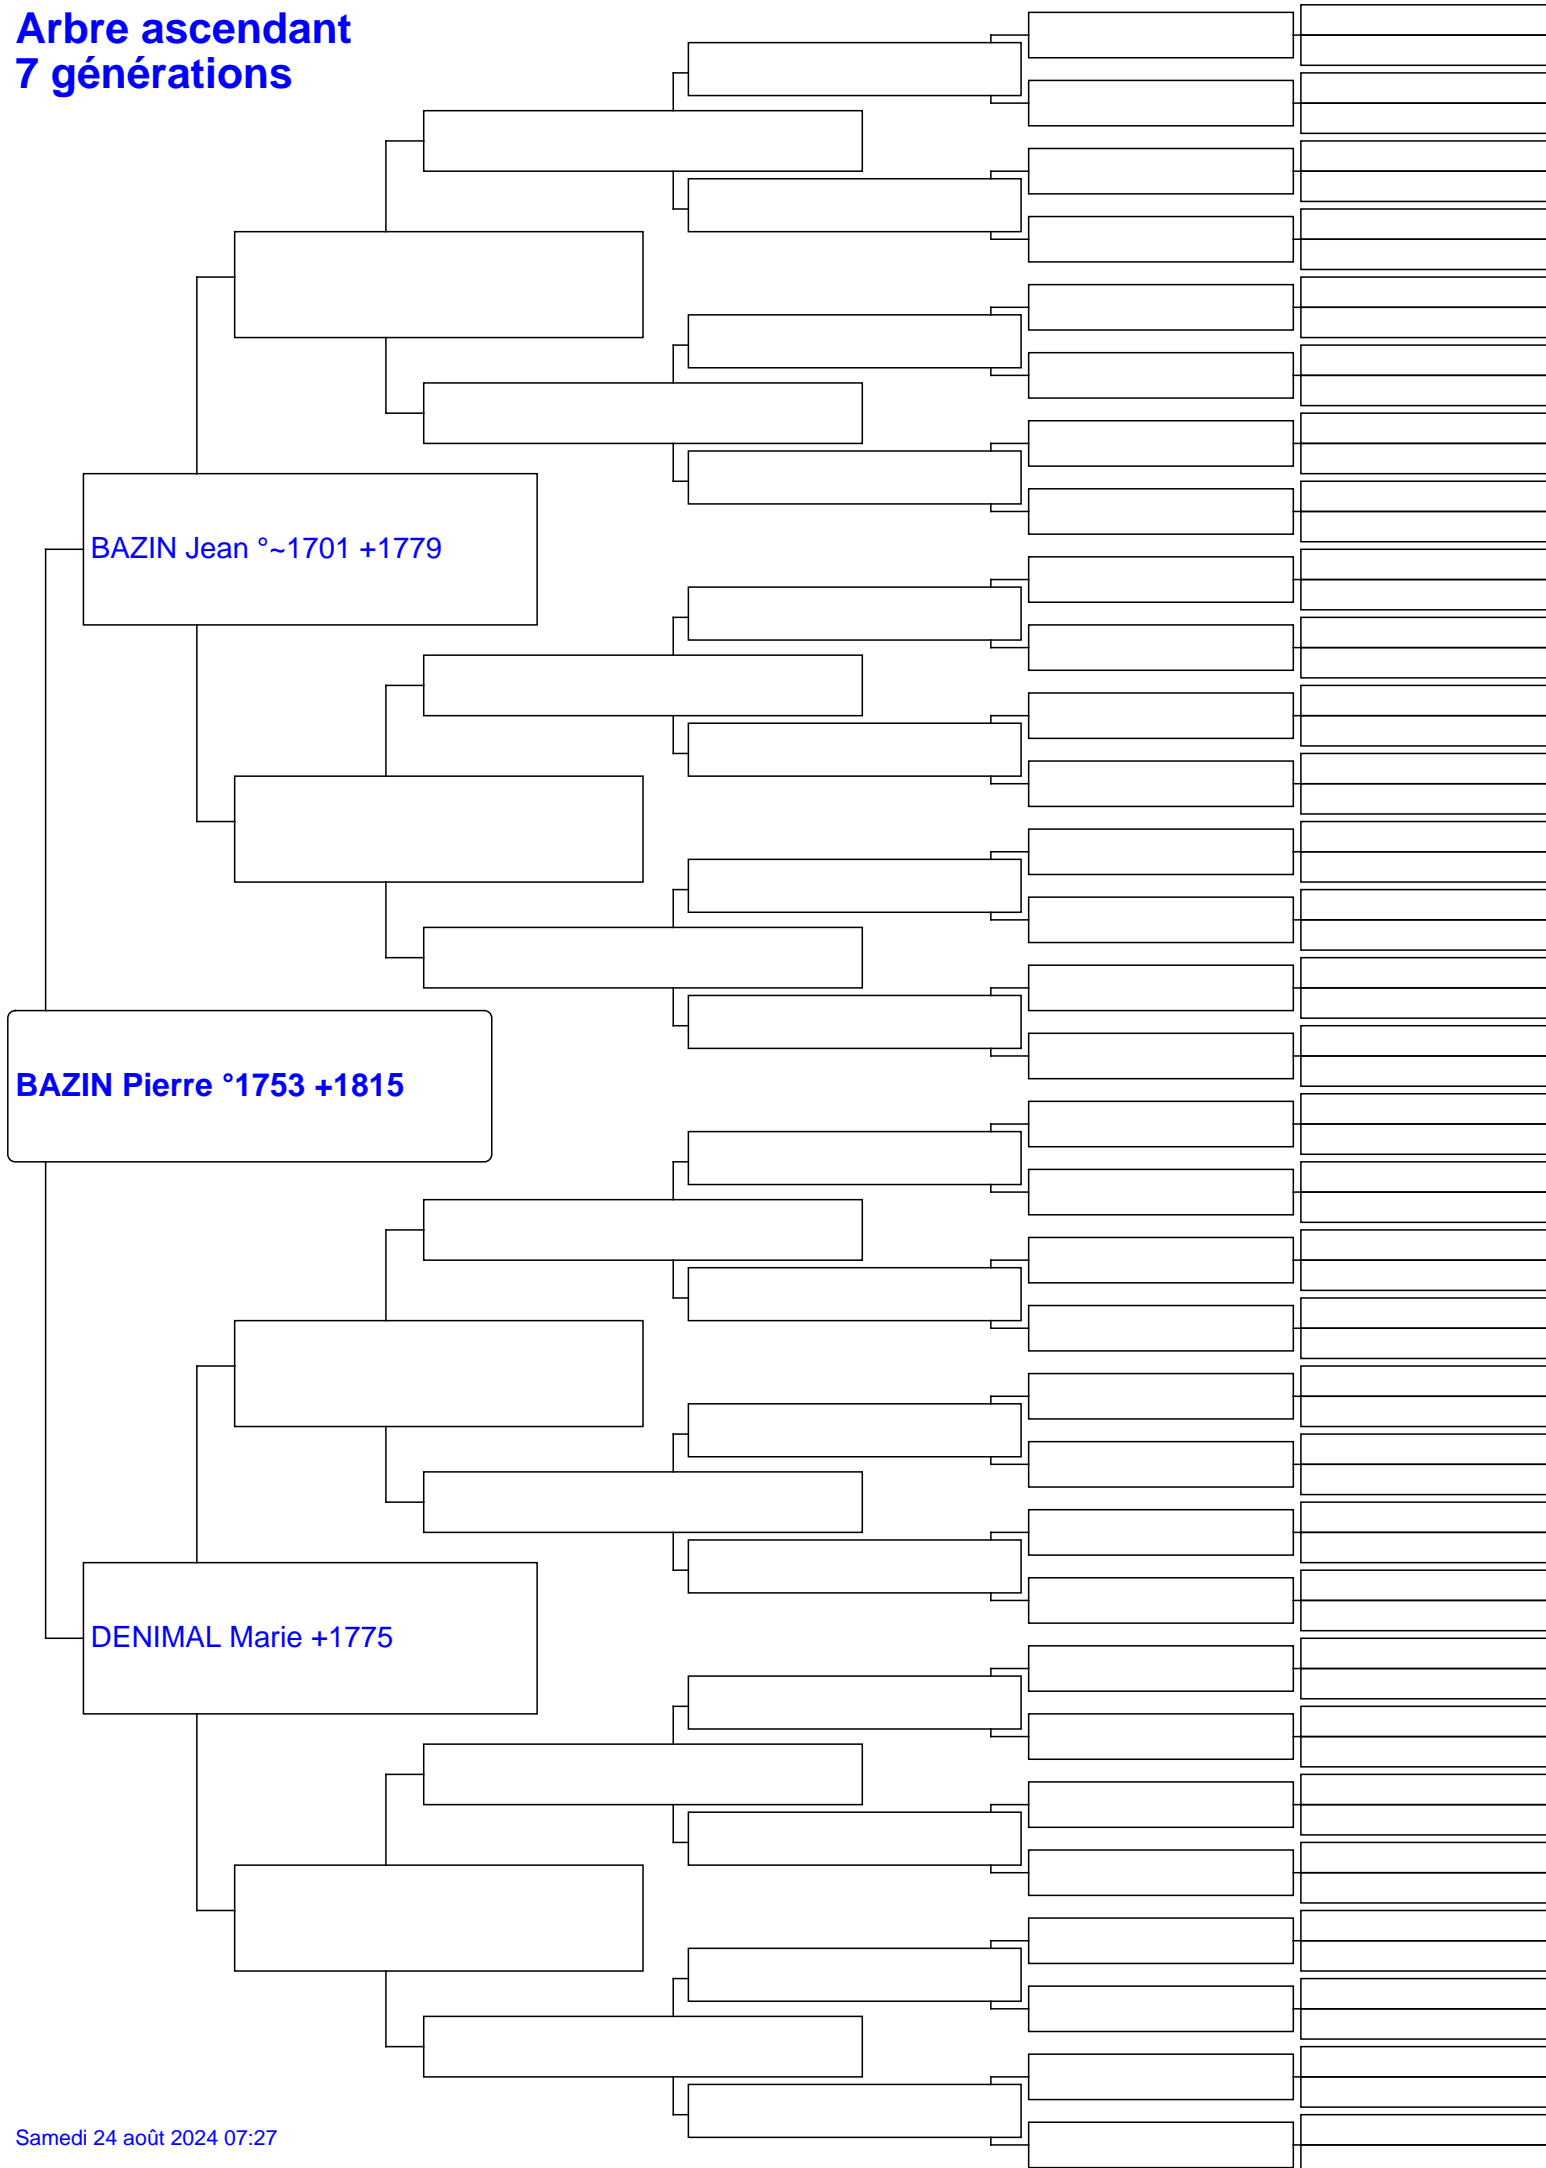 Arbre ascendant
7 générations
BAZIN Jean °~1701 +1779
BAZIN Pierre °1753 +1815
DENIMAL Marie +1775
Samedi 24 août 2024 07:27